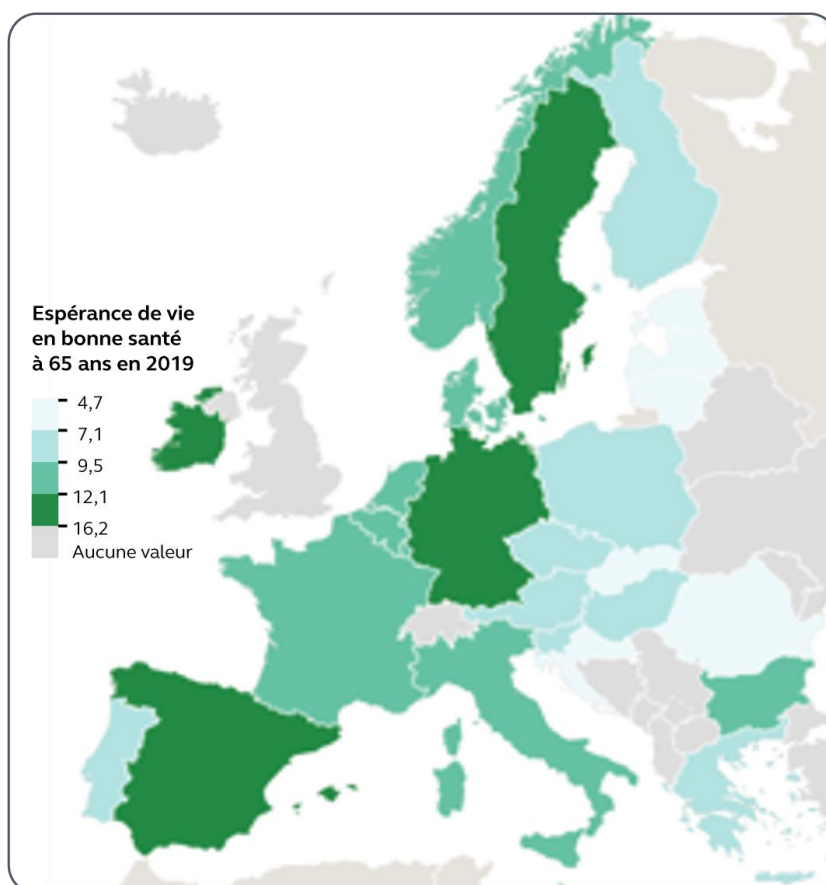 Espérance de vie
en bonne santé
à 65 ans en 2019
4,7
7,1
9,5
12,1
16,2
Aucune valeur